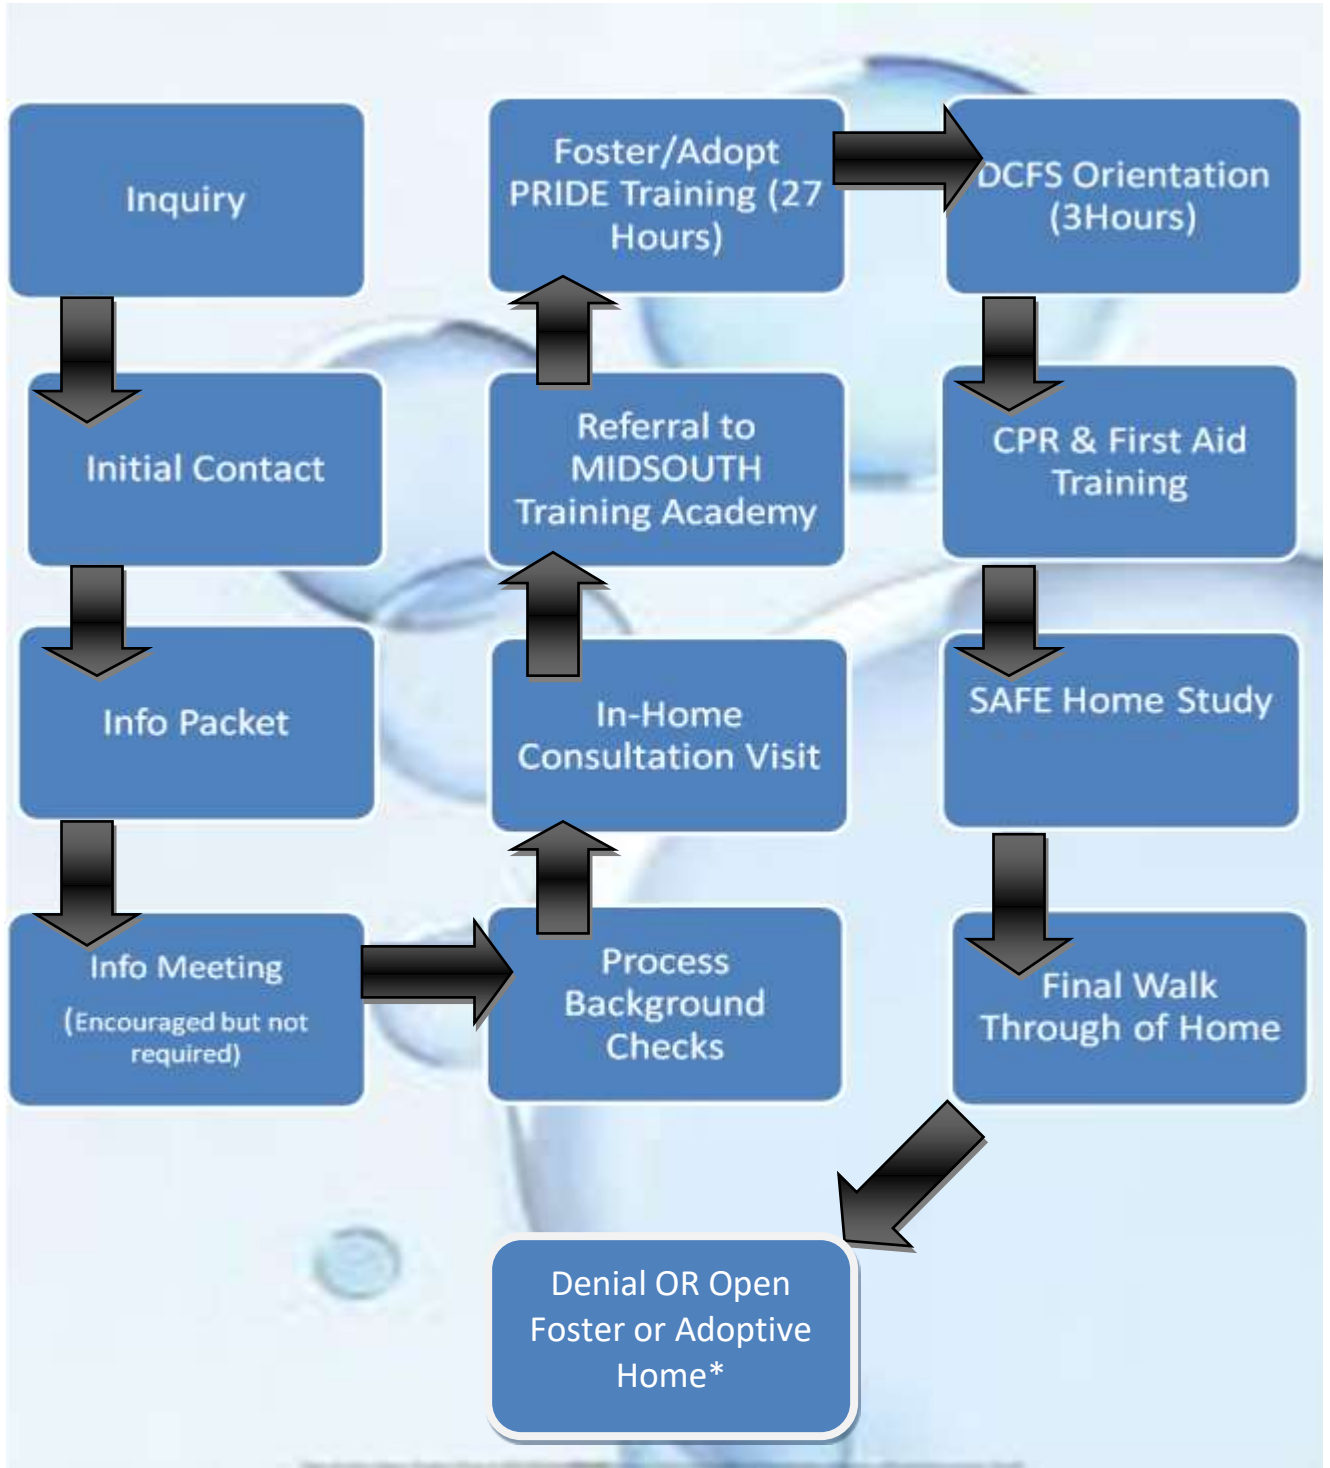 Inquiry
Initial Contact
Info Packet
Info Meeting
(Encouraged but not
required)
Process
Background
Checks
In-Home
Consultation Visit
Referral to
MIDSOUTH
Training Academy
Foster/Adopt
PRIDE Training (27
Hours)
DCFS Orientation
(3Hours)
CPR & First Aid
Training
SAFE Home Study
Final Walk
Through of Home
Denial OR Open
Foster or Adoptive
Home*